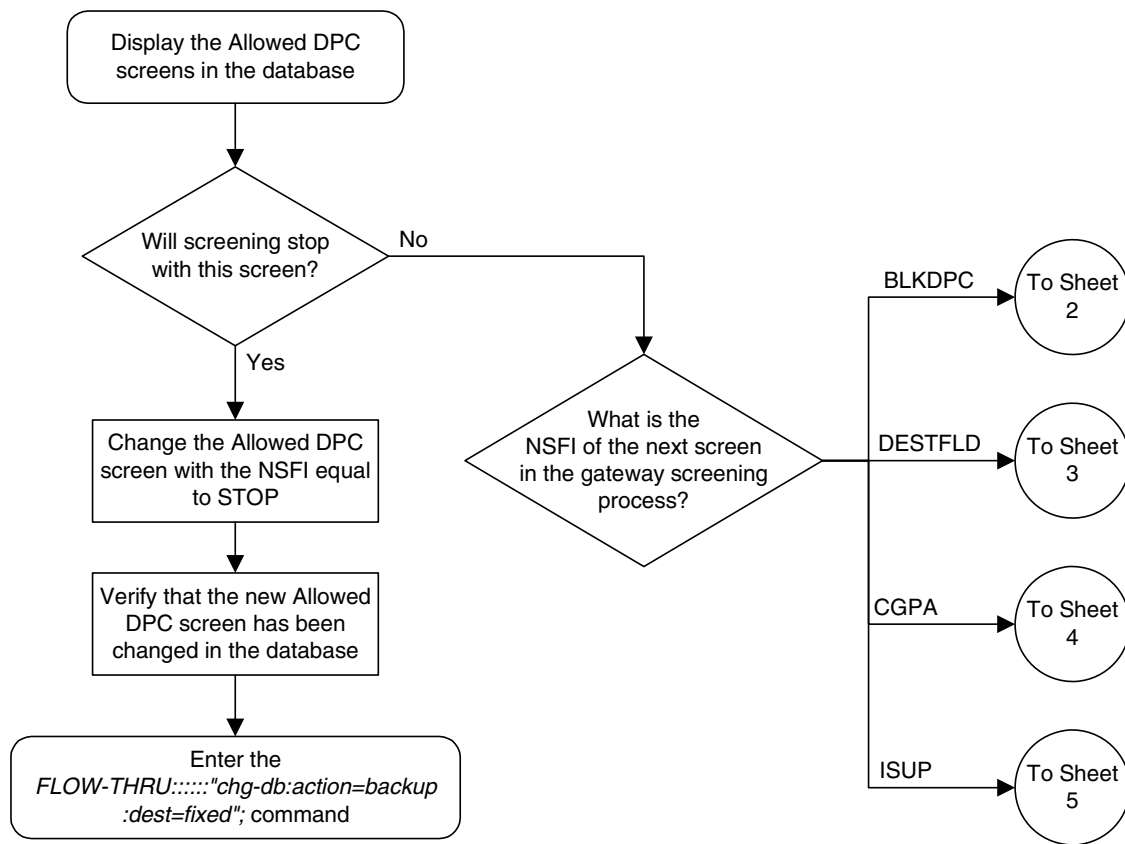 Display the Allowed DPC
screens in the database
Will screening stop
with this screen?
No
Yes
Change the Allowed DPC
screen with the NSFI equal
to STOP
Verify that the new Allowed
DPC screen has been
changed in the database
Enter the
FLOW-THRU::::::"chg-db:action=backup
:dest=fixed"; command
What is the
NSFI of the next screen
in the gateway screening
process?
BLKDPC
To Sheet
2
DESTFLD
To Sheet
3
CGPA
To Sheet
4
ISUP
To Sheet
5